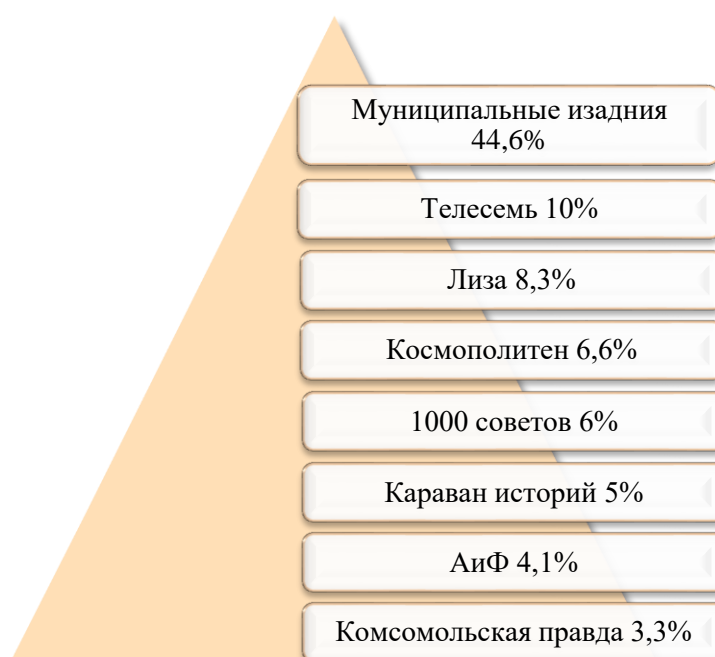 Муниципальные изадния
44,6%
Телесемь 10%
Лиза 8,3%
Космополитен 6,6%
1000 советов 6%
Караван историй 5%
АиФ 4,1%
Комсомольская правда 3,3%